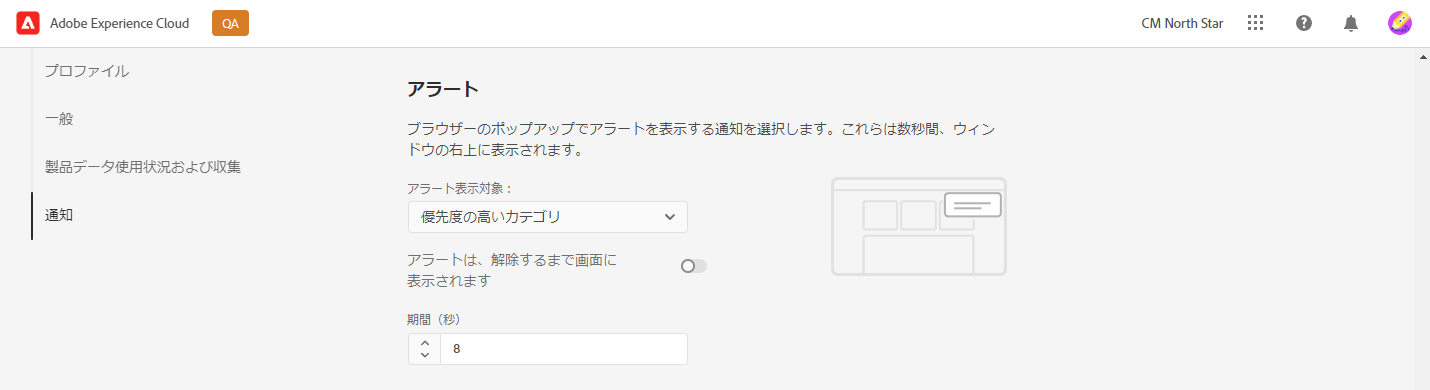 Adobe Experience Cloud
QA
CM North Star
プロファイル
一般
製品データ使用状況および収集
通知
アラート
ブラウザーのポップアップでアラートを表示する通知を選択します。これらは数秒間、ウィン
ドウの右上に表示されます。
アラート表示対象：
優先度の高いカテゴリ
アラートは、解除するまで画面に
表示されます
期間（秒）
8